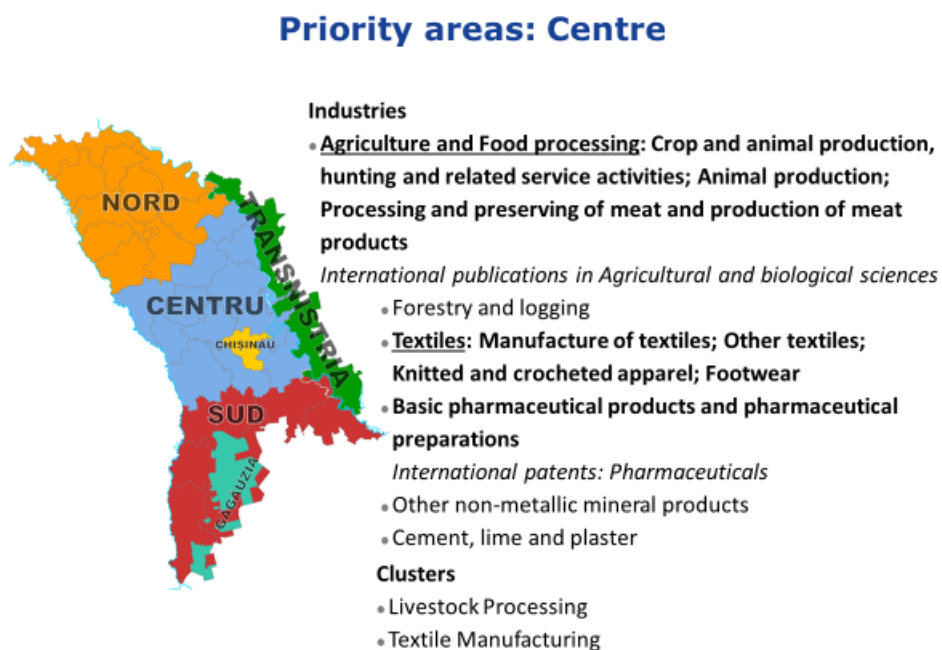 Priority areas: Centre
Industries
• Agriculture and Food processing: Crop and animal production,
hunting and related service activities; Animal production;
Processing and preserving of meat and production of meat
products
International publications in Agricultural and biological sciences
• Forestry and logging
• Textiles: Manufacture of textiles; Other textiles;
Knitted and crocheted apparel; Footwear
• Basic pharmaceutical products and pharmaceutical
preparations
International patents: Pharmaceuticals
• Other non-metallic mineral products
• Cement, lime and plaster
Clusters
• Livestock Processing
• Textile Manufacturing
NORD
TRANSNISTRIA
CENTRU
CHIȘINAU
SUD
GAGAUZIA